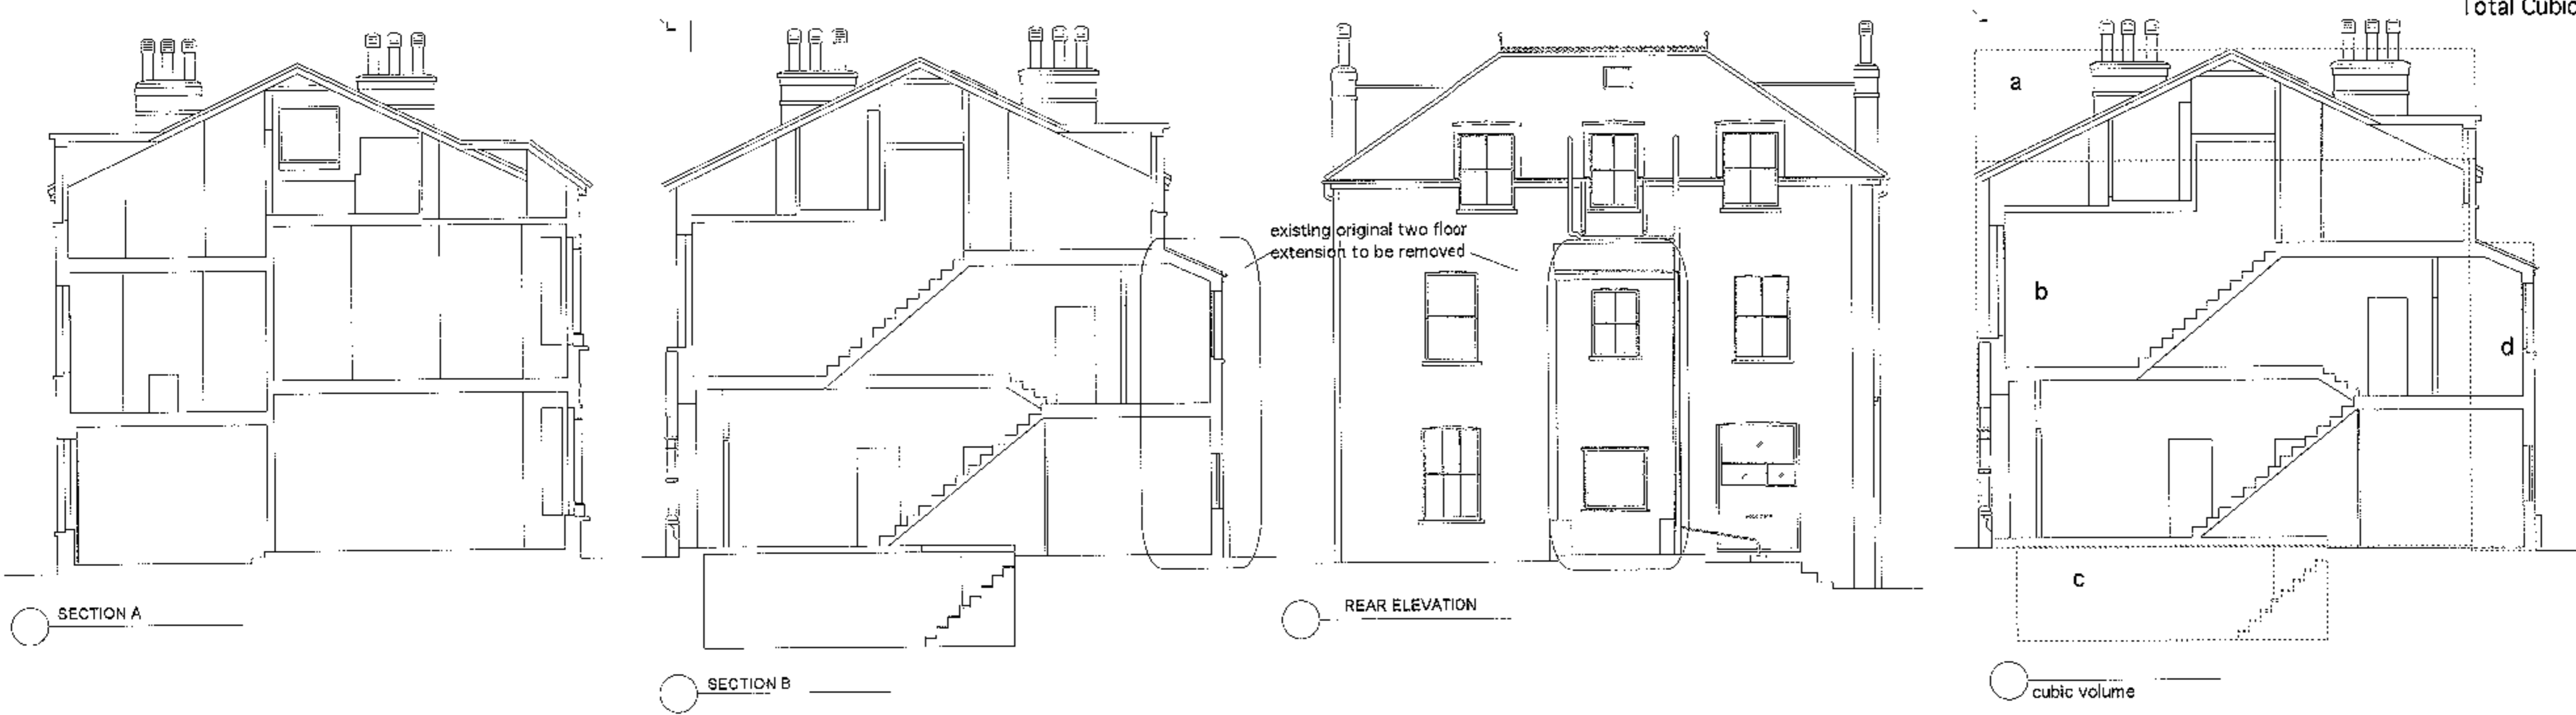 Total Cubic
a
existing original two floor
extension to be removed
b
d
c
SECTION A
REAR ELEVATION
SECTION B
cubic volume